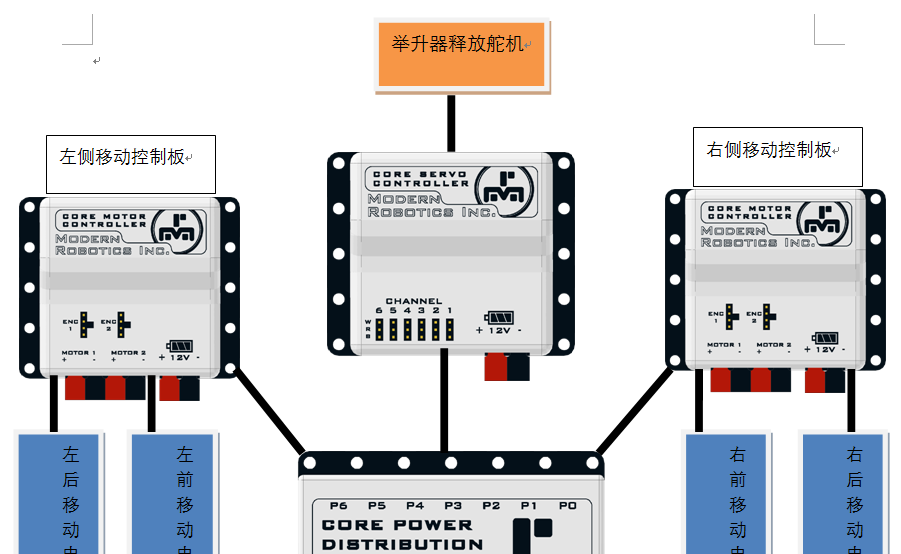 举升器释放舵机
左侧移动控制板
右侧移动控制板
CORE MOTOR
CONTROLLER
MODERN
ROBOTICS INC.
ENC
1
ENC
2
MOTOR 1
+ -
MOTOR 2
+ -
+ 12V -
CORE SERVO
CONTROLLER
MODERN
ROBOTICS INC.
CHANNEL
6 5 4 3 2 1
W
R
B
+ 12V -
CORE MOTOR
CONTROLLER
MODERN
ROBOTICS INC.
ENC
1
ENC
2
MOTOR 1
+ -
MOTOR 2
+ -
+ 12V -
左后移动
左前移动
右前移动
右后移动
P6 P5 P4 P3 P2 P1 P0
CORE POWER
DISTRIBUTION